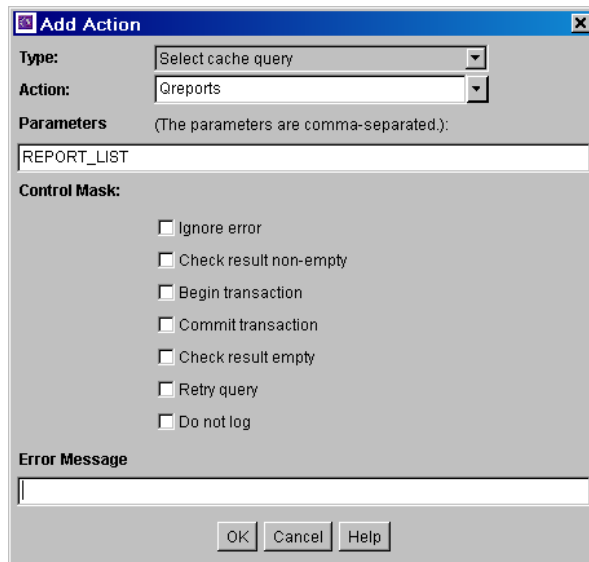 Add Action
Type: Select cache query
Action: Qreports
Parameters (The parameters are comma-separated.):
REPORT_LIST
Control Mask:
Ignore error
Check result non-empty
Begin transaction
Commit transaction
Check result empty
Retry query
Do not log
Error Message
OK Cancel Help